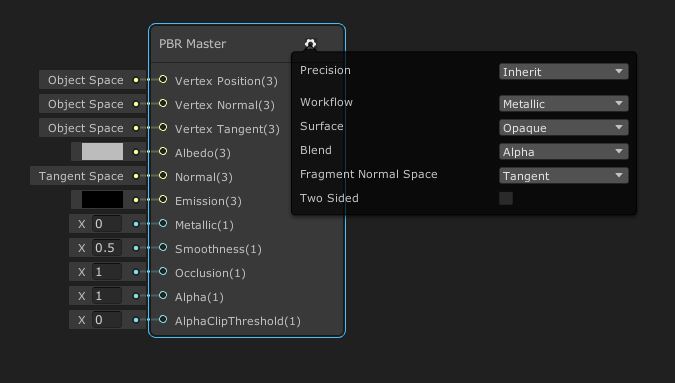 PBR Master
Object Space Vertex Position(3)
Object Space Vertex Normal(3)
Object Space Vertex Tangent(3)
Albedo(3)
Tangent Space Normal(3)
Emission(3)
X 0 Metallic(1)
X 0.5 Smoothness(1)
X 1 Occlusion(1)
X 1 Alpha(1)
X 0 AlphaClipThreshold(1)
Precision Inherit
Workflow Metallic
Surface Opaque
Blend Alpha
Fragment Normal Space Tangent
Two Sided